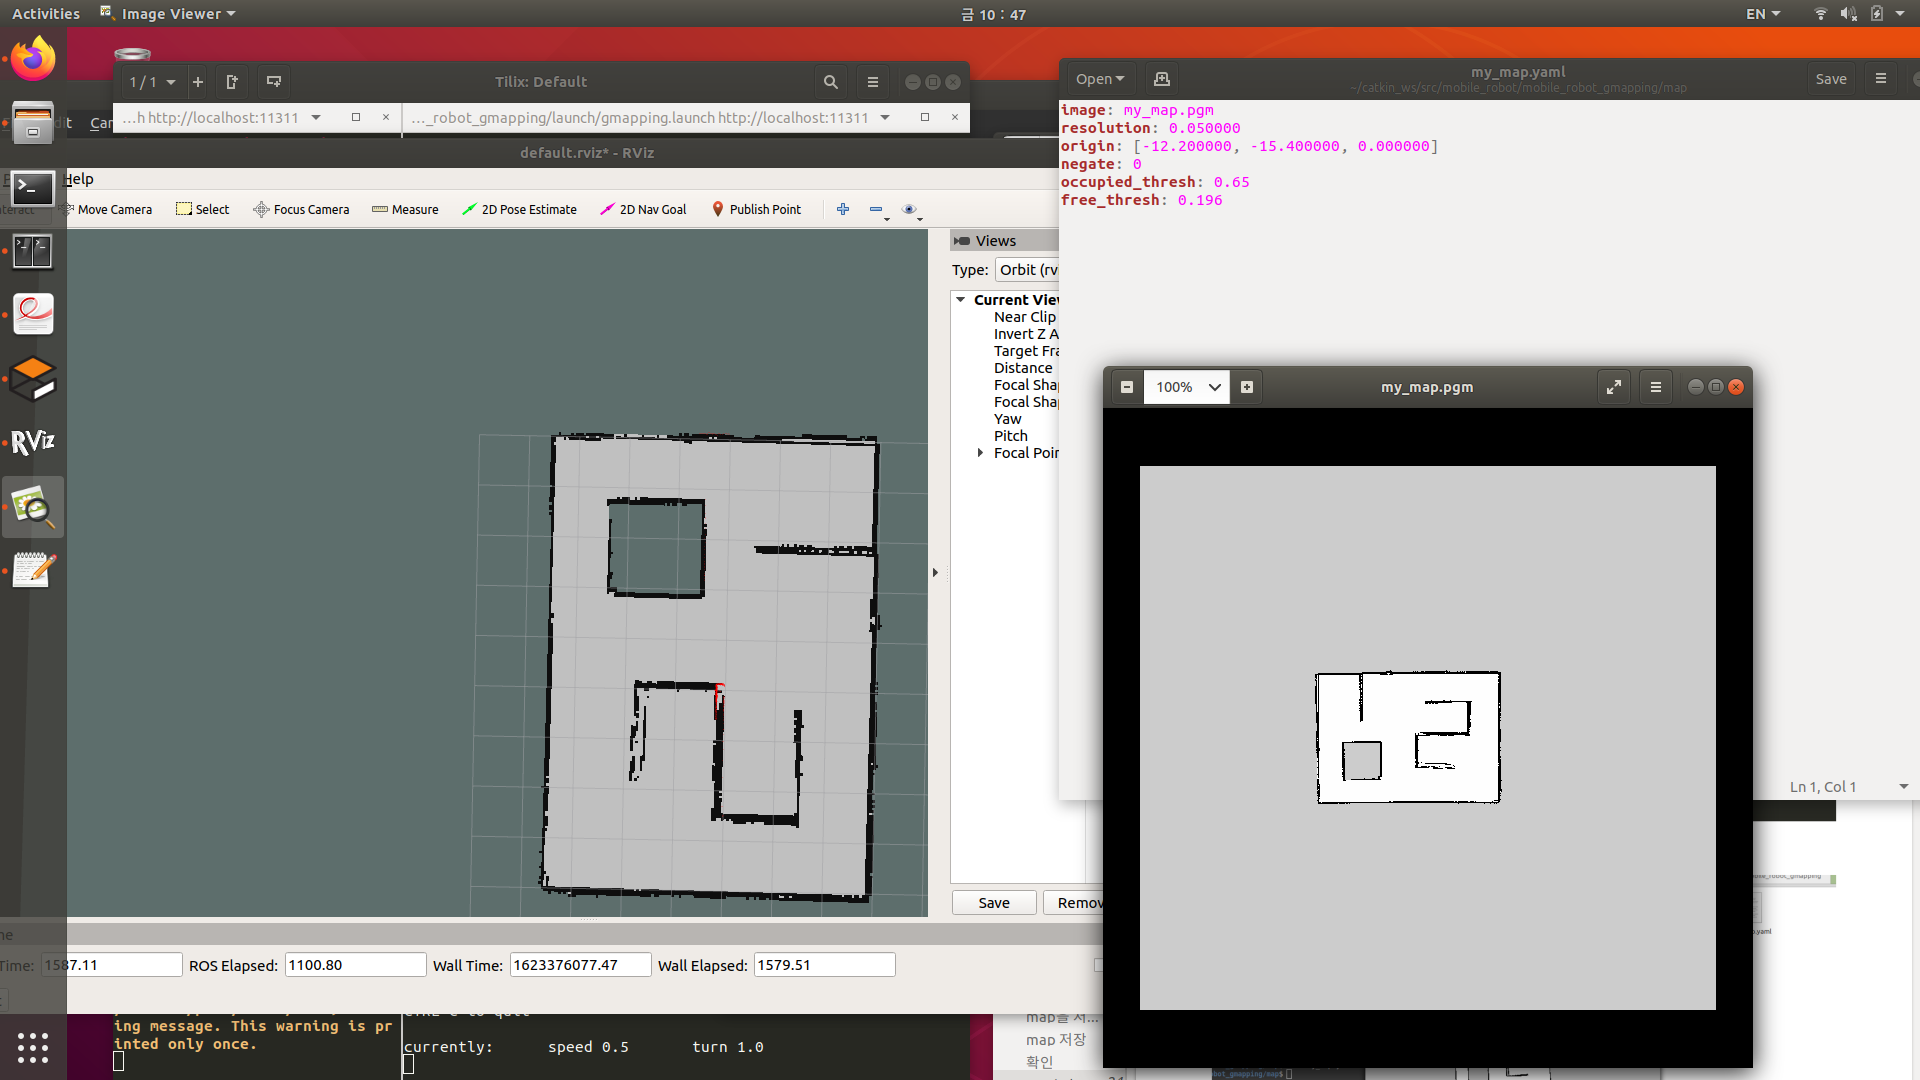 Activities
Image Viewer
금 10：47
EN
1 / 1
Tilix: Default
…h http://localhost:11311
…_robot_gmapping/launch/gmapping.launch http://localhost:11311
default.rviz* - RViz
Help
Move Camera
Select
Focus Camera
Measure
2D Pose Estimate
2D Nav Goal
Publish Point
Views
Type:
Orbit (rv
Current View
Near Clip
Invert Z A
Target Fra
Distance
Focal Sha
Focal Sha
Yaw
Pitch
Focal Poin
Save
Remov
RViz
Time:
1587.11
ROS Elapsed:
1100.80
Wall Time:
1623376077.47
Wall Elapsed:
1579.51
ing message. This warning is pr
inted only once.
currently:
speed 0.5
turn 1.0
map을 저...
map 저장
확인
Open
my_map.yaml
~/catkin_ws/src/mobile_robot/mobile_robot_gmapping/map
Save
image: my_map.pgm
resolution: 0.050000
origin: [-12.200000, -15.400000, 0.000000]
negate: 0
occupied_thresh: 0.65
free_thresh: 0.196
Ln 1, Col 1
100%
my_map.pgm